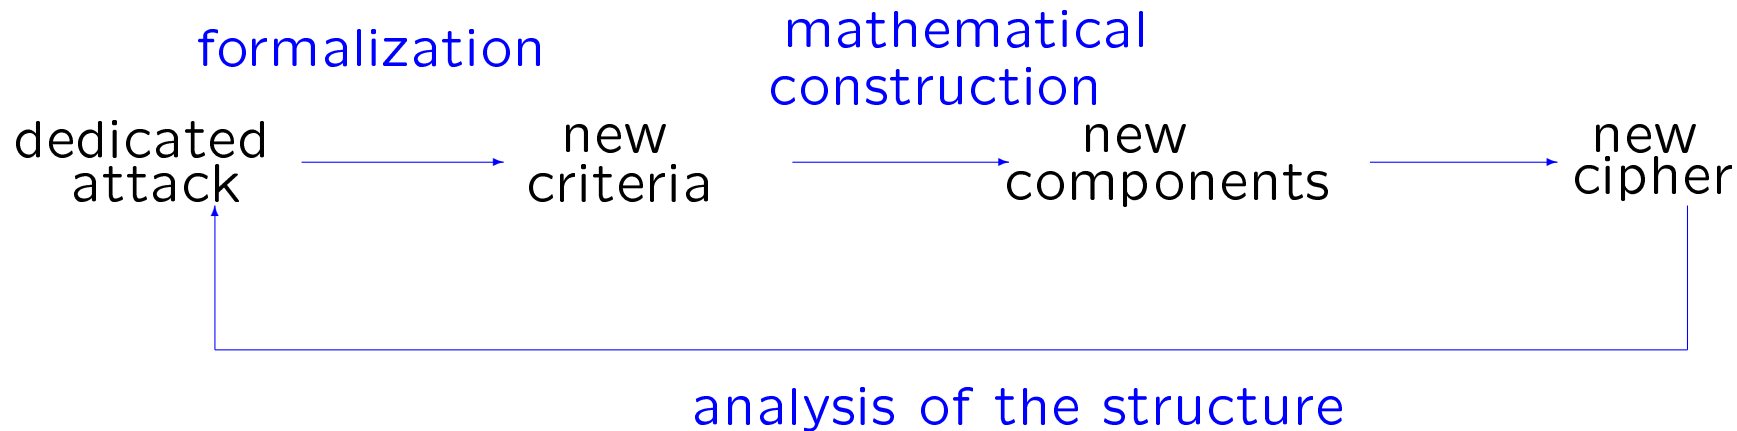 formalization
mathematical
construction
dedicated
attack
new
criteria
new
components
new
cipher
analysis of the structure